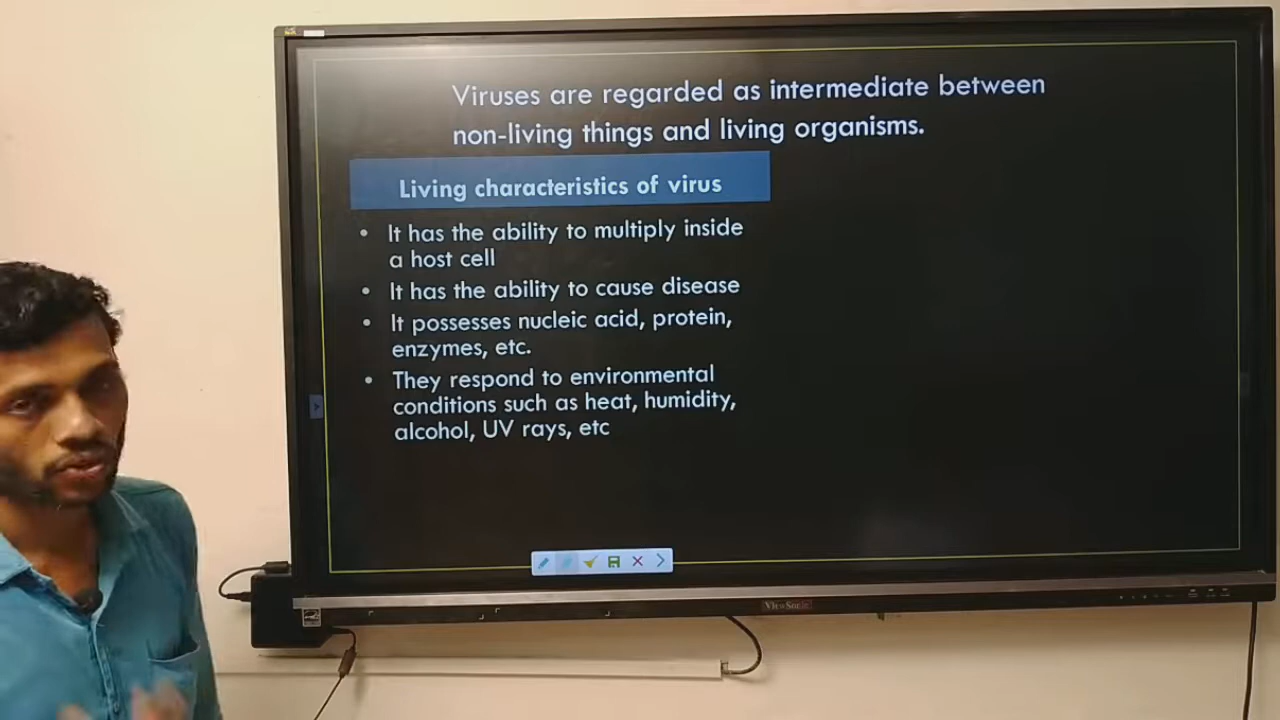 Viruses are regarded as intermediate between
non-living things and living organisms.
Living characteristics of virus
• It has the ability to multiply inside
a host cell
• It has the ability to cause disease
• It possesses nucleic acid, protein,
enzymes, etc.
• They respond to environmental
conditions such as heat, humidity,
alcohol, UV rays, etc
ViewSonic